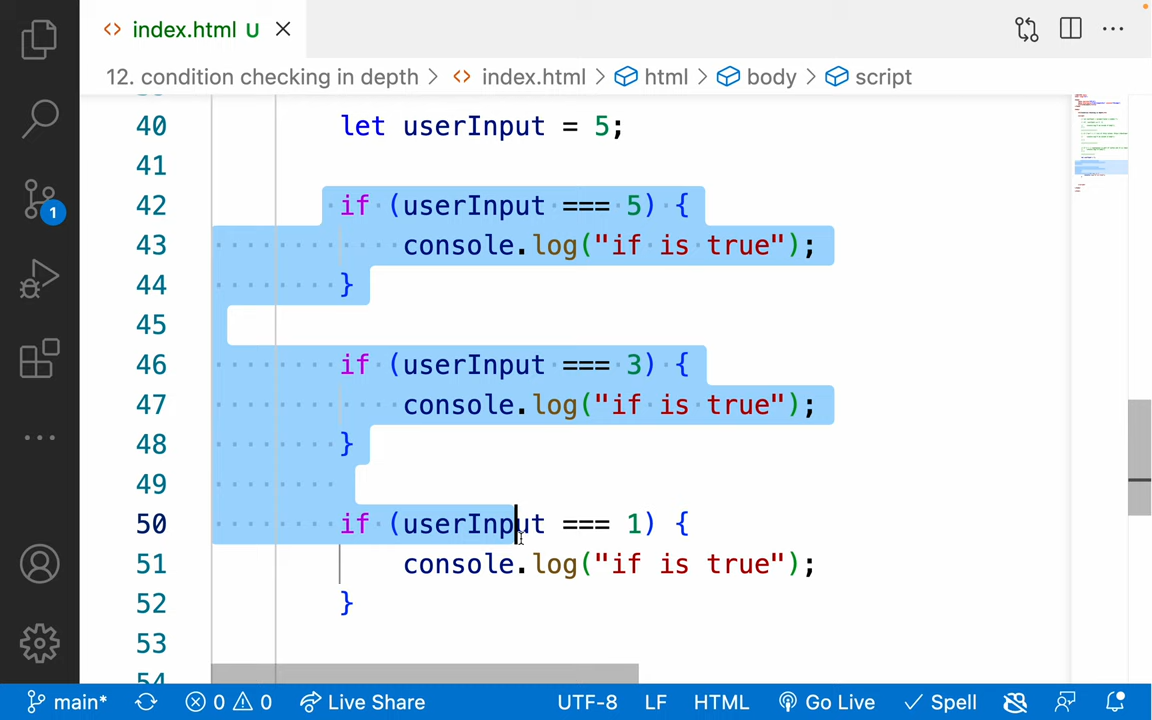 index.html U
12. condition checking in depth > index.html > html > body > script
40 let userInput = 5;
41
42 if (userInput === 5) {
43 console.log("if is true");
44 }
45
46 if (userInput === 3) {
47 console.log("if is true");
48 }
49
50 if (userInput === 1) {
51 console.log("if is true");
52 }
53
54
1
main* 0 0 Live Share UTF-8 LF HTML Go Live Spell